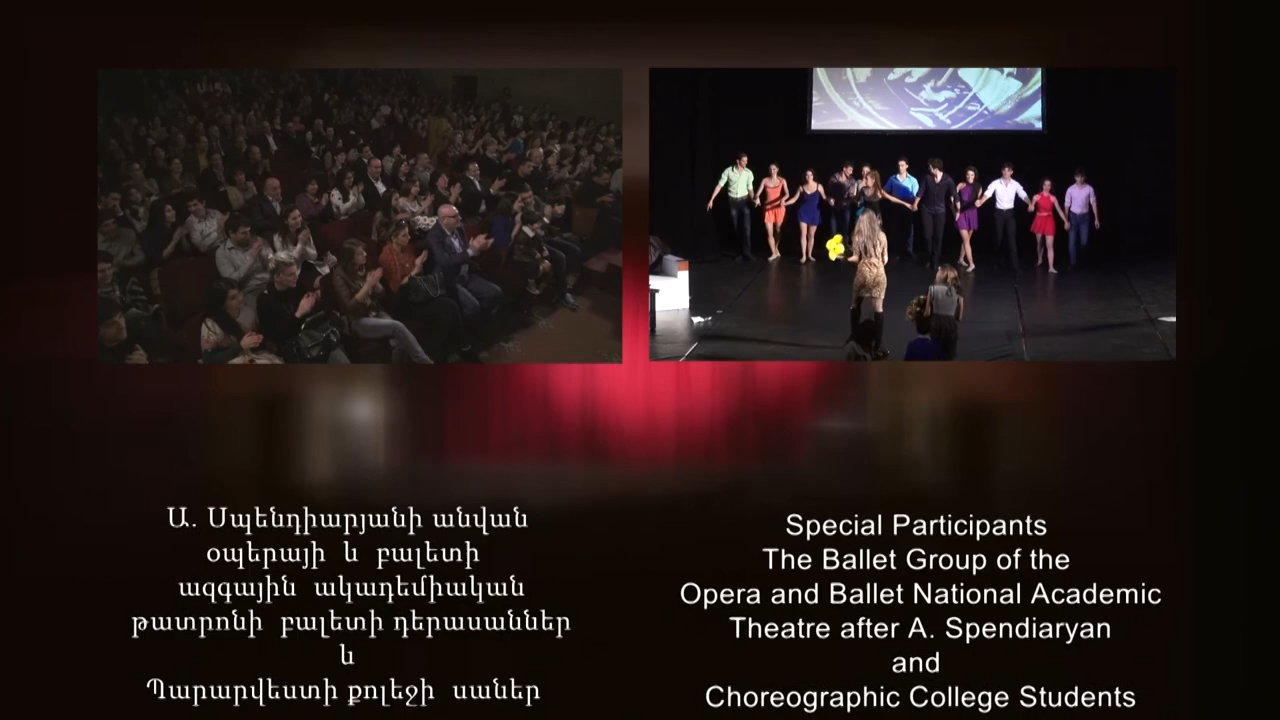 Ա. Սպենդիարյանի անվան
օպերայի և բալետի
ազգային ակադեմիական
թատրոնի բալետի դերասաններ
և
Պարարվեստի քոլեջի սաներ
Special Participants
The Ballet Group of the
Opera and Ballet National Academic
Theatre after A. Spendiaryan
and
Choreographic College Students